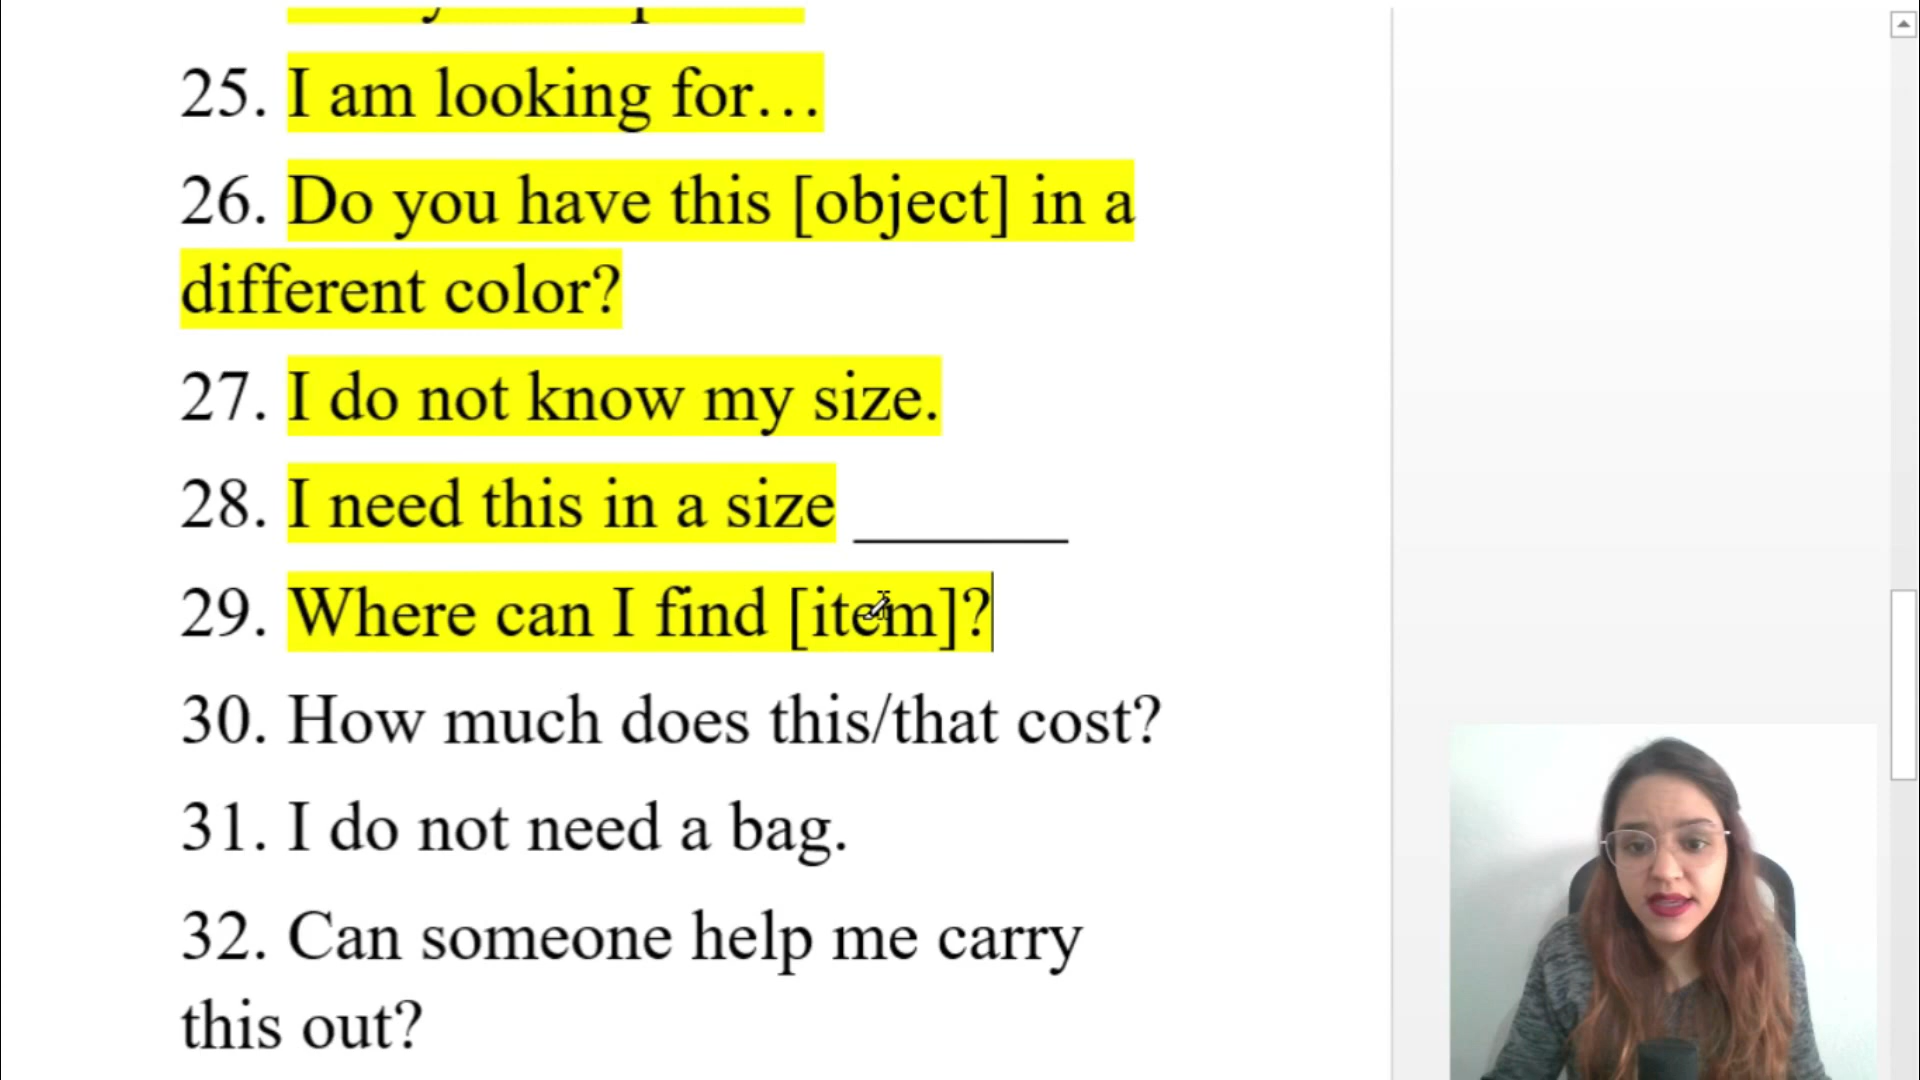 25. I am looking for…
26. Do you have this [object] in a
different color?
27. I do not know my size.
28. I need this in a size ________
29. Where can I find [item]?
30. How much does this/that cost?
31. I do not need a bag.
32. Can someone help me carry
this out?